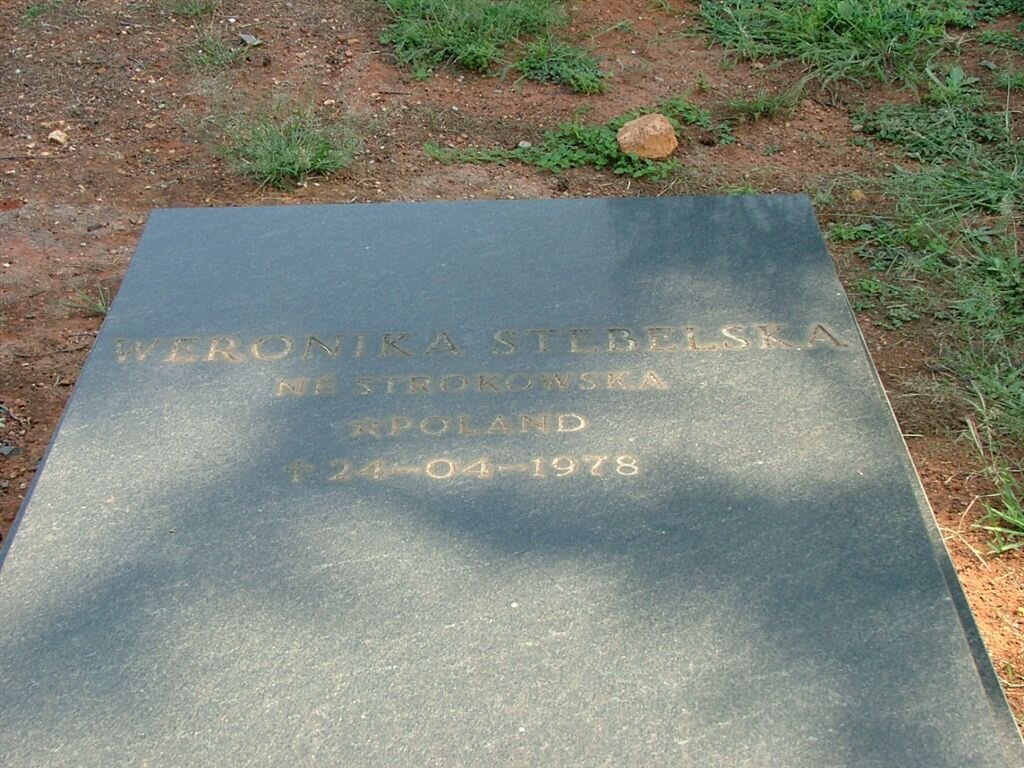 WERONIKA STEBELSKA
NÉ STROKOWSKA
☆POLAND
✝24-04-1978